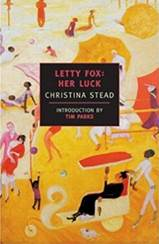 LETTY FOX:
HER LUCK
CHRISTINA STEAD
INTRODUCTION BY
TIM PARKS